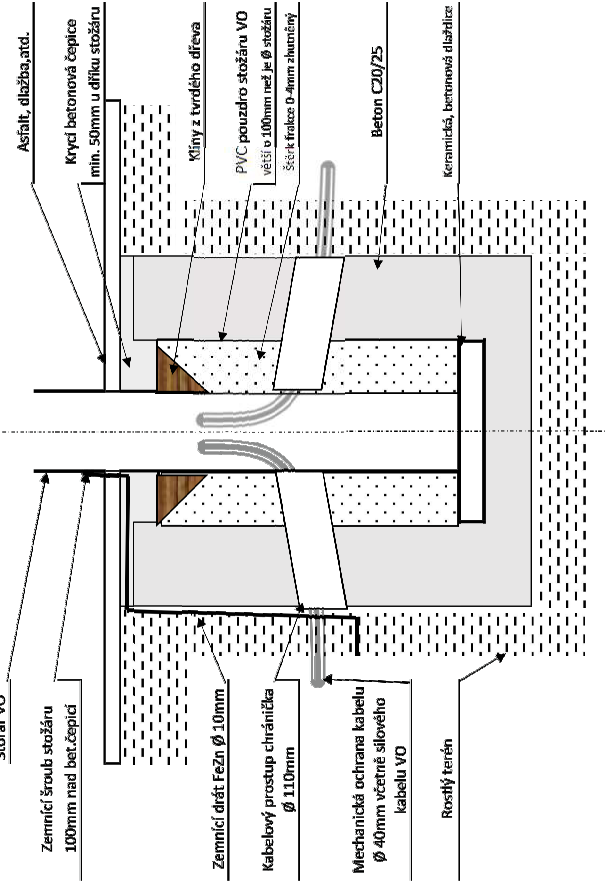 Asfalt, dlažba,atd.
Krycí betonová čepice
min. 50mm u dříku stožáru
Klíny z tvrdého dřeva
PVC pouzdro stožáru VO
větší o 100mm než je Ø stožáru
Štěrk frakce 0-4mm zhutněný
Beton C20/25
Keramická, betonová dlaždice
Stožár VO
Zemnící šroub stožáru
100mm nad bet.čepicí
Zemnící drát FeZn Ø 10mm
Kabelový prostup chránička
Ø 110mm
Mechanická ochrana kabelu
Ø 40mm včetně silového
kabelu VO
Rostlý terén